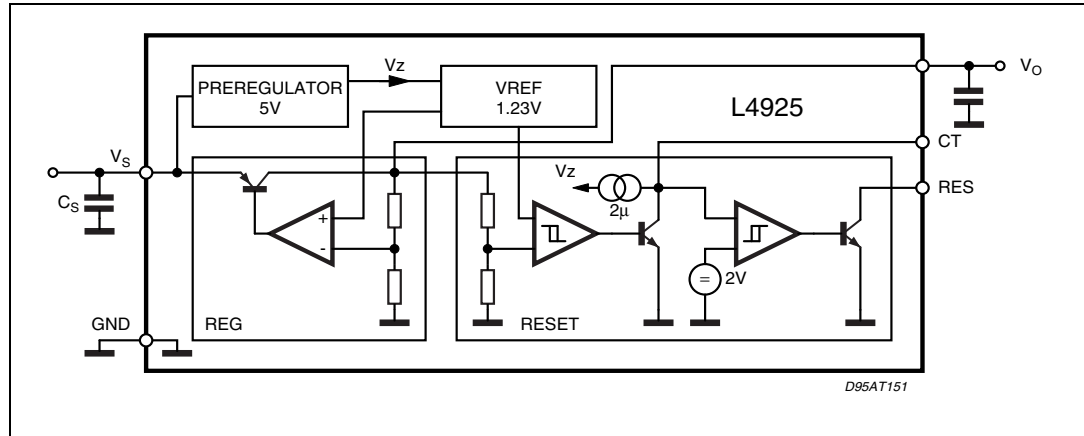 Vz
PREREGULATOR
5V
VREF
1.23V
L4925
VO
CT
VS
CS
Vz
2μ
RES
+
-
=
2V
GND
REG
RESET
D95AT151